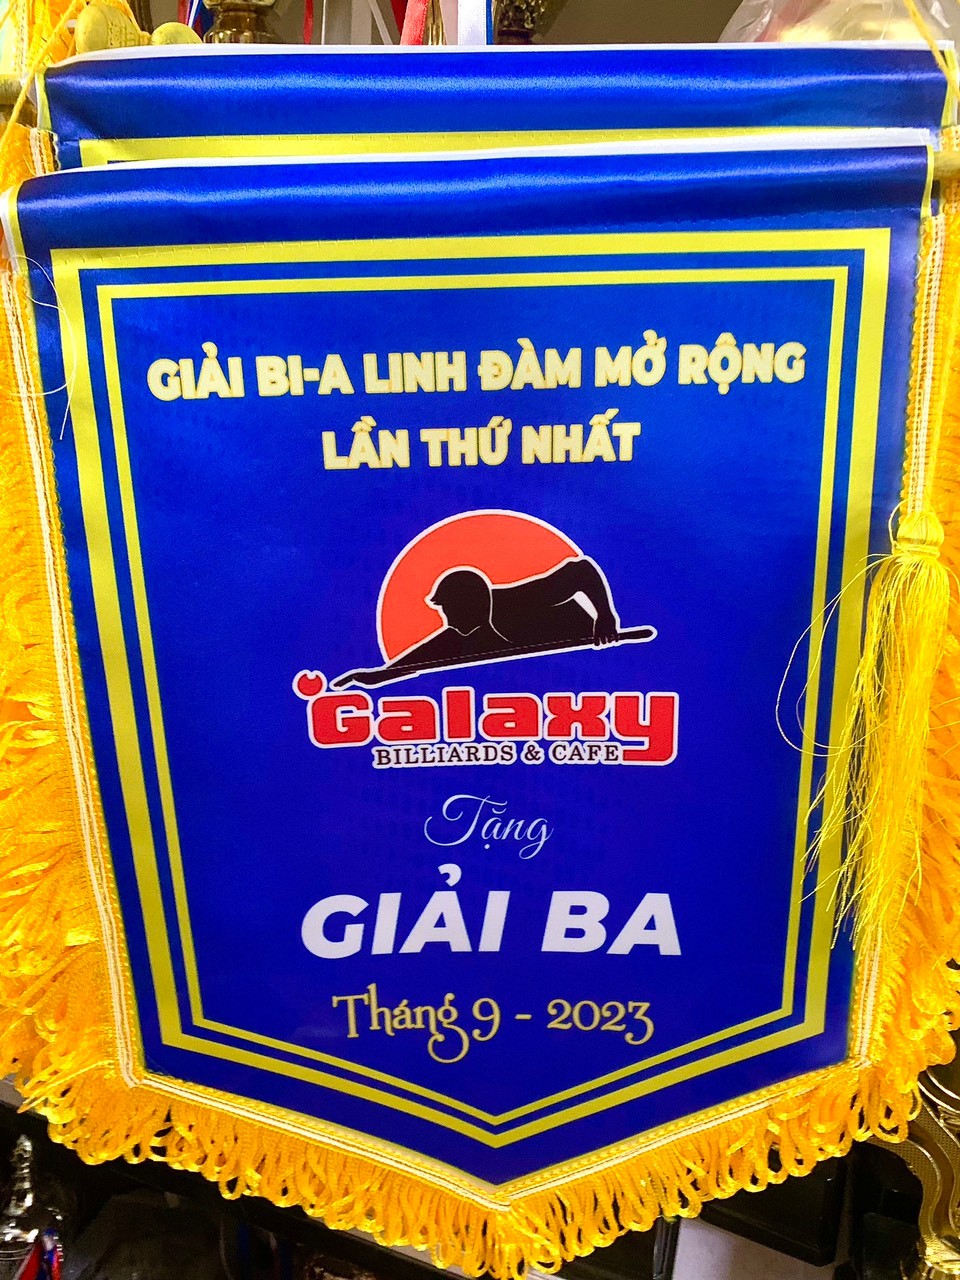 GIẢI BI-A LINH ĐÀM MỞ RỘNG
LẦN THỨ NHẤT
Galaxy
BILLIARDS & CAFE
Tặng
GIẢI BA
Tháng 9 - 2023